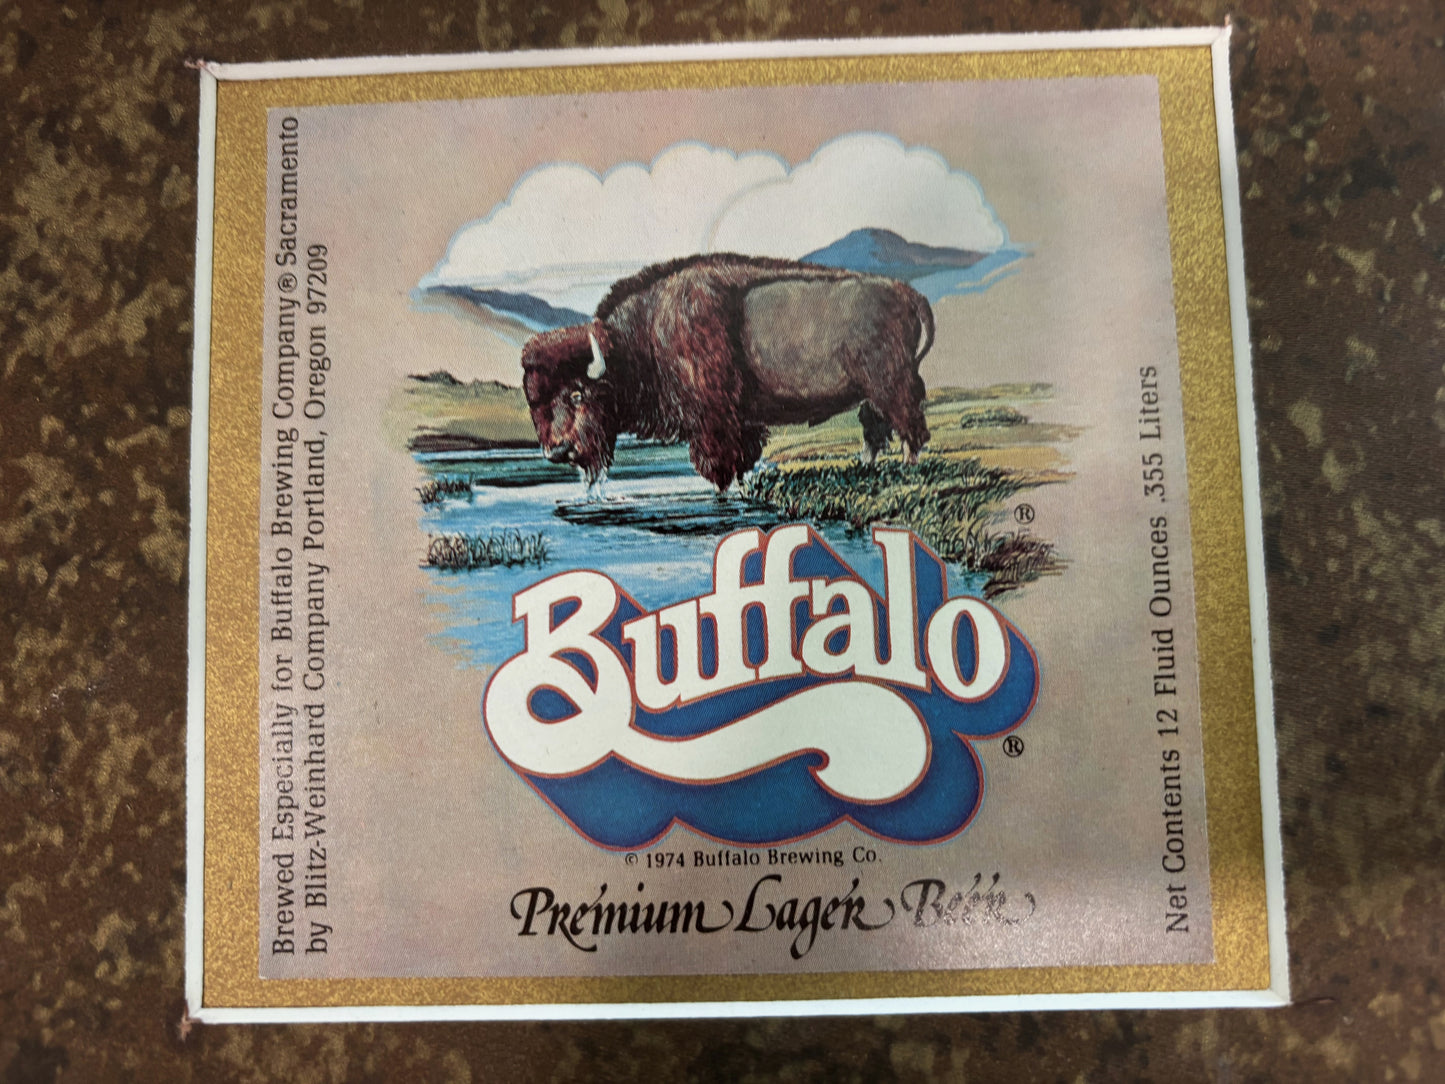 Brewed Especially for Buffalo Brewing Company® Sacramento
by Blitz-Weinhard Company Portland, Oregon 97209
®
Buffalo
®
© 1974 Buffalo Brewing Co.
Premium Lager Beer
Net Contents 12 Fluid Ounces .355 Liters